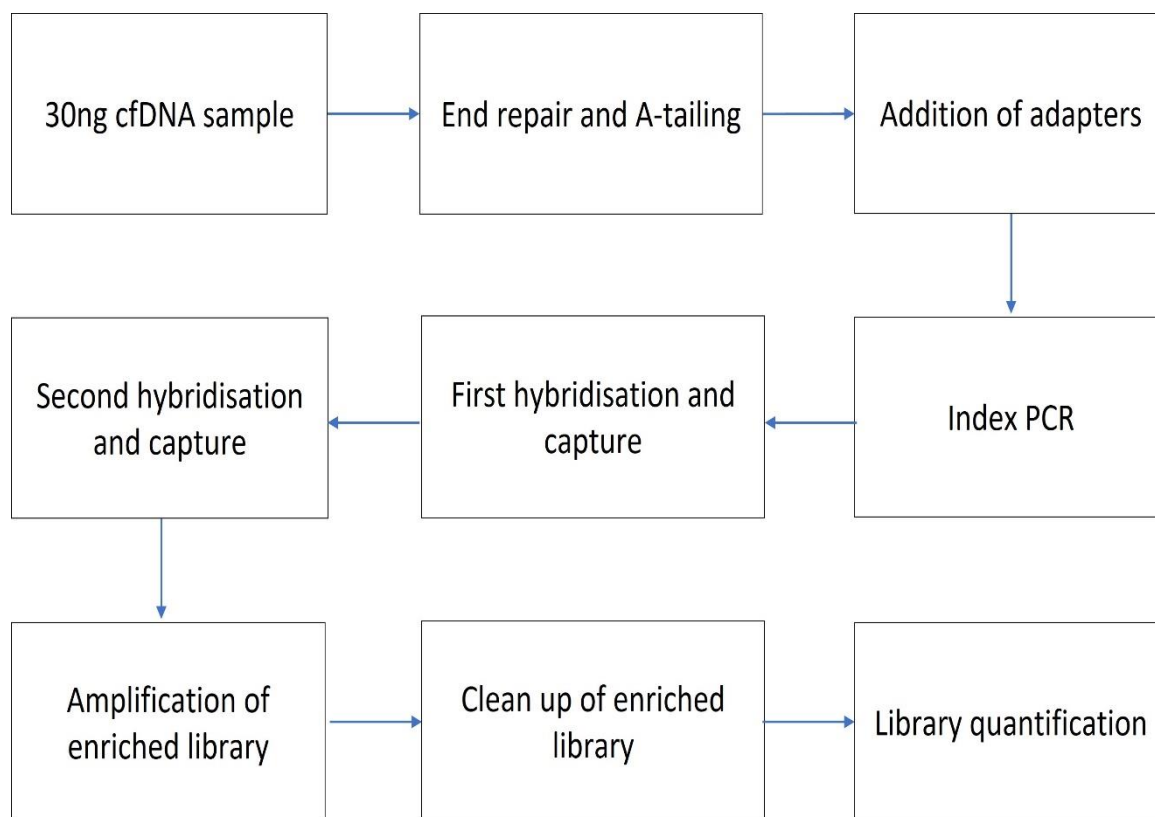 30ng cfDNA sample
End repair and A-tailing
Addition of adapters
Index PCR
First hybridisation and
capture
Second hybridisation
and capture
Amplification of
enriched library
Clean up of enriched
library
Library quantification